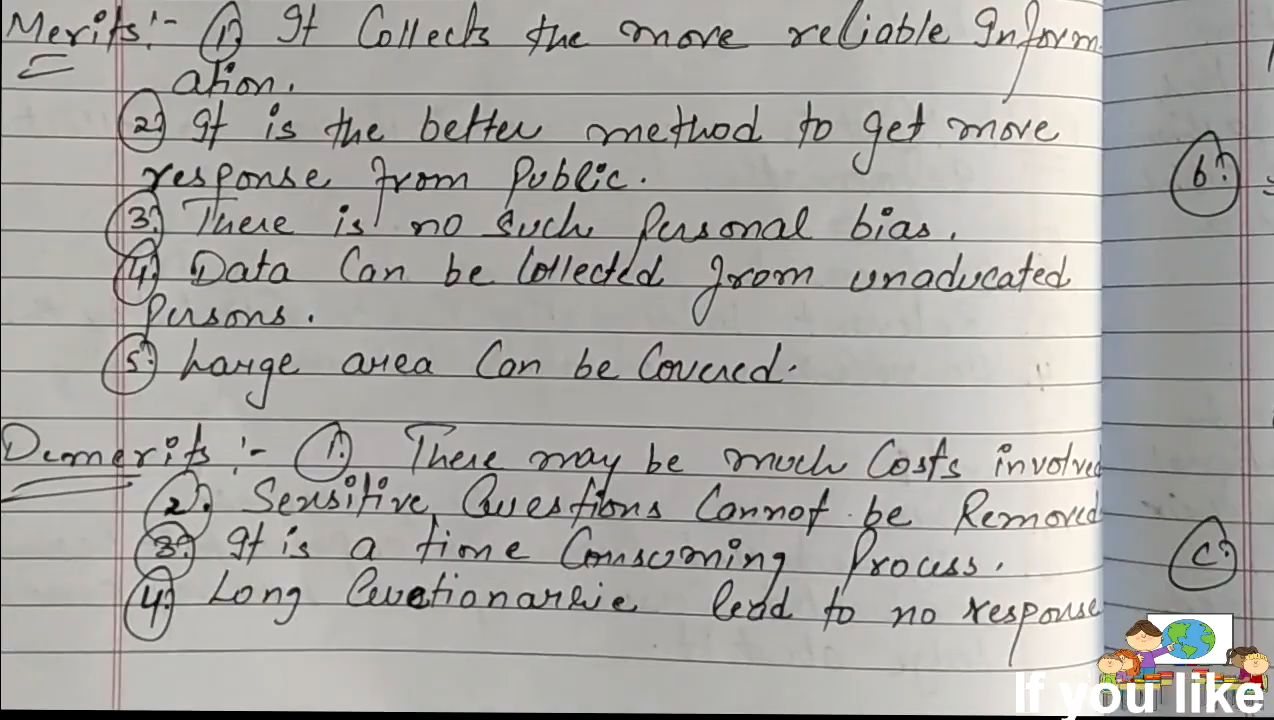 Merits:- (1) It Collects the more reliable Inform
ation.
(2) It is the better method to get more
response from Public.
(3) There is no such Personal bias.
(4) Data Can be Collected from unaducated
Persons.
(5) Large area Can be Covered.
Demerits:- (1) There may be much Costs involved
(2) Sensitive Questions Cannot be Removed
(3) It is a time Consuming Process.
(4) Long Quetionarrie lead to no response
b
c
If you like